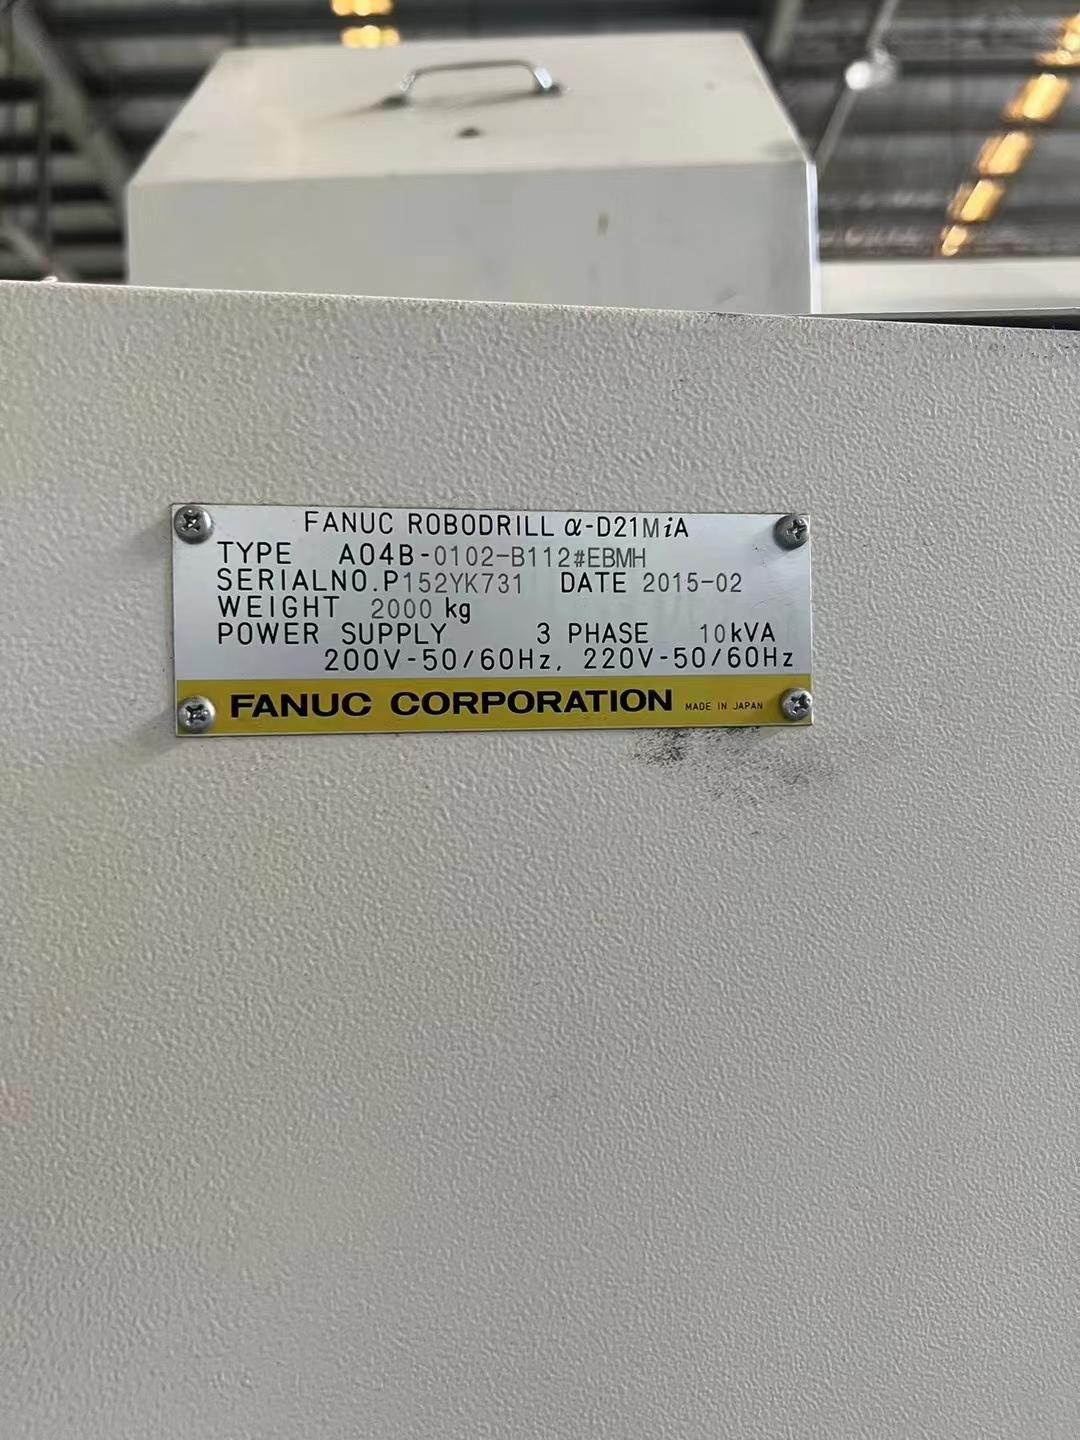 FANUC ROBODRILL α-D21MiA
TYPE A04B-0102-B112#EBMH
SERIALNO.P152YK731 DATE 2015-02
WEIGHT 2000 kg
POWER SUPPLY 3 PHASE 10kVA
200V-50/60Hz, 220V-50/60Hz
FANUC CORPORATION MADE IN JAPAN